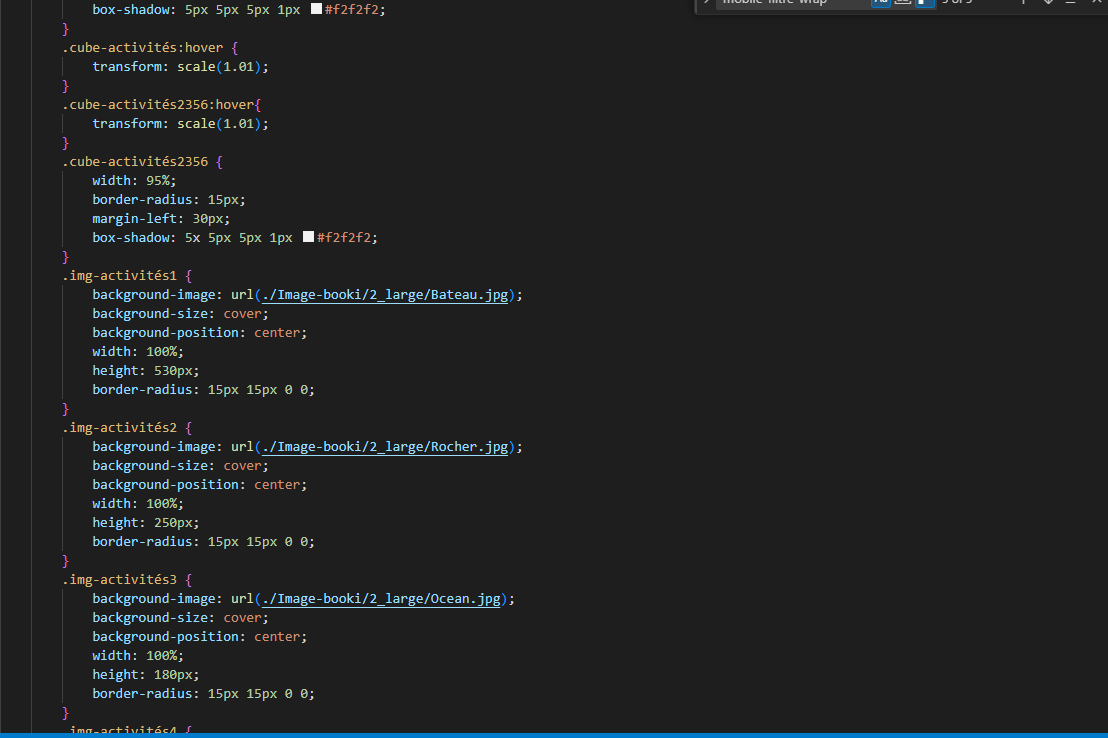 mobile-filtre-wrap
box-shadow: 5px 5px 5px 1px #f2f2f2;
}
.cube-activités:hover {
transform: scale(1.01);
}
.cube-activités2356:hover{
transform: scale(1.01);
}
.cube-activités2356 {
width: 95%;
border-radius: 15px;
margin-left: 30px;
box-shadow: 5x 5px 5px 1px #f2f2f2;
}
.img-activités1 {
background-image: url(./Image-booki/2_large/Bateau.jpg);
background-size: cover;
background-position: center;
width: 100%;
height: 530px;
border-radius: 15px 15px 0 0;
}
.img-activités2 {
background-image: url(./Image-booki/2_large/Rocher.jpg);
background-size: cover;
background-position: center;
width: 100%;
height: 250px;
border-radius: 15px 15px 0 0;
}
.img-activités3 {
background-image: url(./Image-booki/2_large/Ocean.jpg);
background-size: cover;
background-position: center;
width: 100%;
height: 180px;
border-radius: 15px 15px 0 0;
}
.img-activités4 {